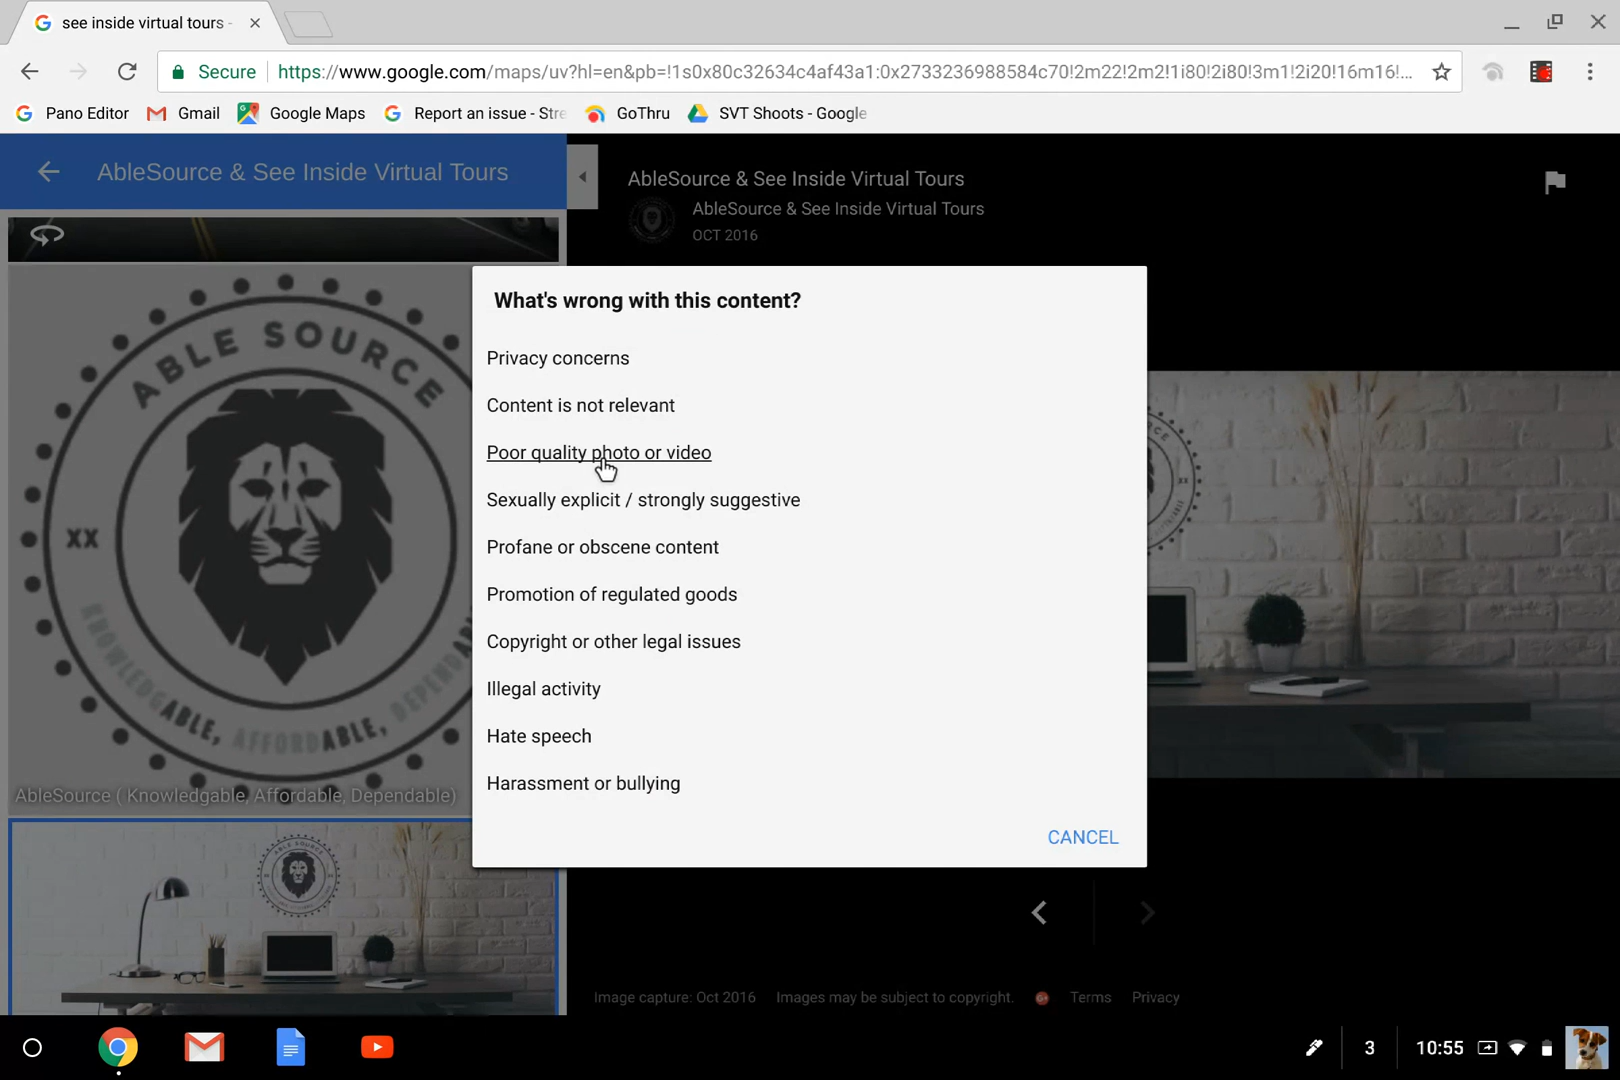 see inside virtual tours -
Secure
https://www.google.com/maps/uv?hl=en&pb=!1s0x80c32634c4af43a1:0x2733236988584c70!2m22!2m2!1i80!2i80!3m1!2i20!16m16!...
Pano Editor
Gmail
Google Maps
Report an issue - Stre
GoThru
SVT Shoots - Google
AbleSource & See Inside Virtual Tours
AbleSource & See Inside Virtual Tours
AbleSource & See Inside Virtual Tours
OCT 2016
ABLE SOURCE
XX
KNOWLEDGABLE, AFFORDABLE, DEPENDA
AbleSource ( Knowledgable, Affordable, Dependable)
What's wrong with this content?
Privacy concerns
Content is not relevant
Poor quality photo or video
Sexually explicit / strongly suggestive
Profane or obscene content
Promotion of regulated goods
Copyright or other legal issues
Illegal activity
Hate speech
Harassment or bullying
CANCEL
ABLE SOURCE
Image capture: Oct 2016
Images may be subject to copyright.
Terms
Privacy
3
10:55